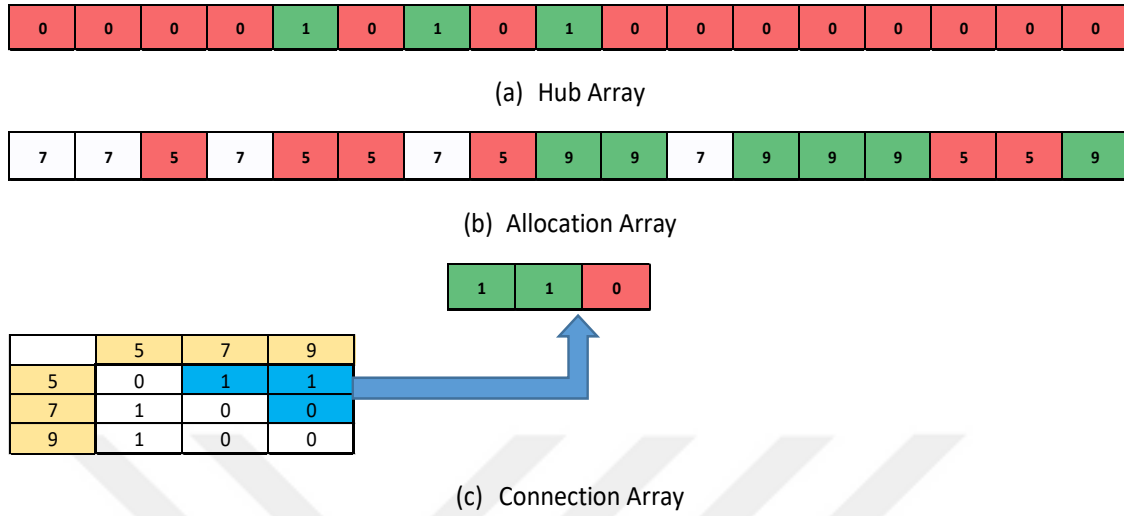 0 0 0 0 1 0 1 0 1 0 0 0 0 0 0 0 0
(a) Hub Array
7 7 5 7 5 5 7 5 9 9 7 9 9 9 5 5 9
(b) Allocation Array
1 1 0
5 7 9
5 0 1 1
7 1 0 0
9 1 0 0
(c) Connection Array